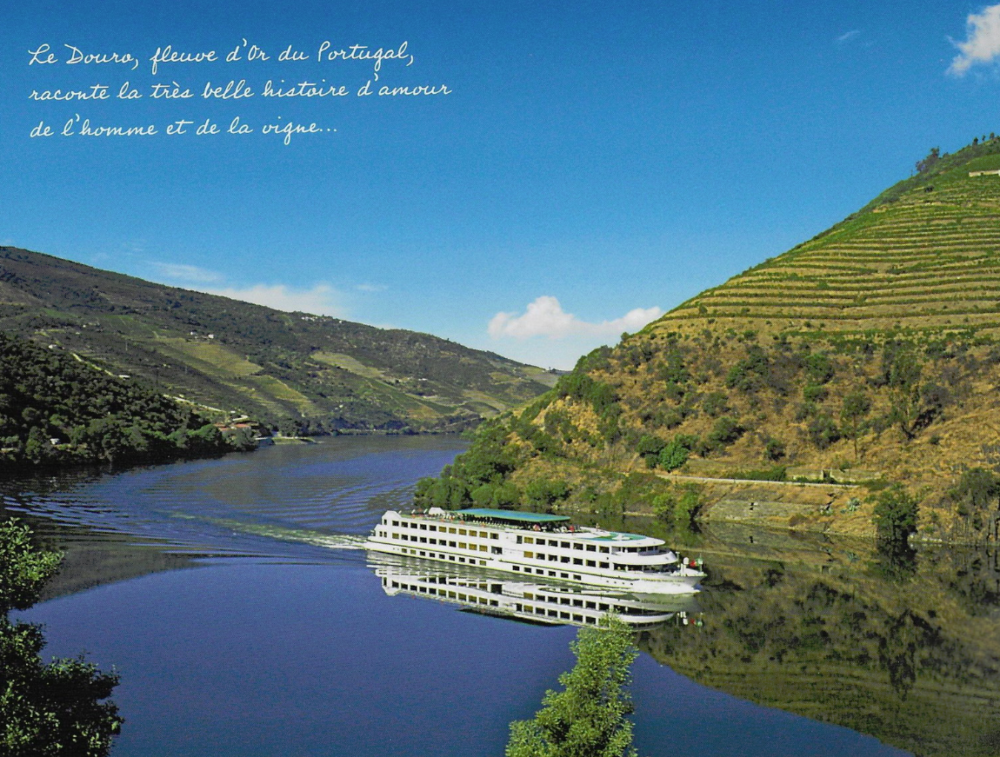 Le Douro, fleuve d'Or du Portugal,
raconte la très belle histoire d'amour
de l'homme et de la vigne...